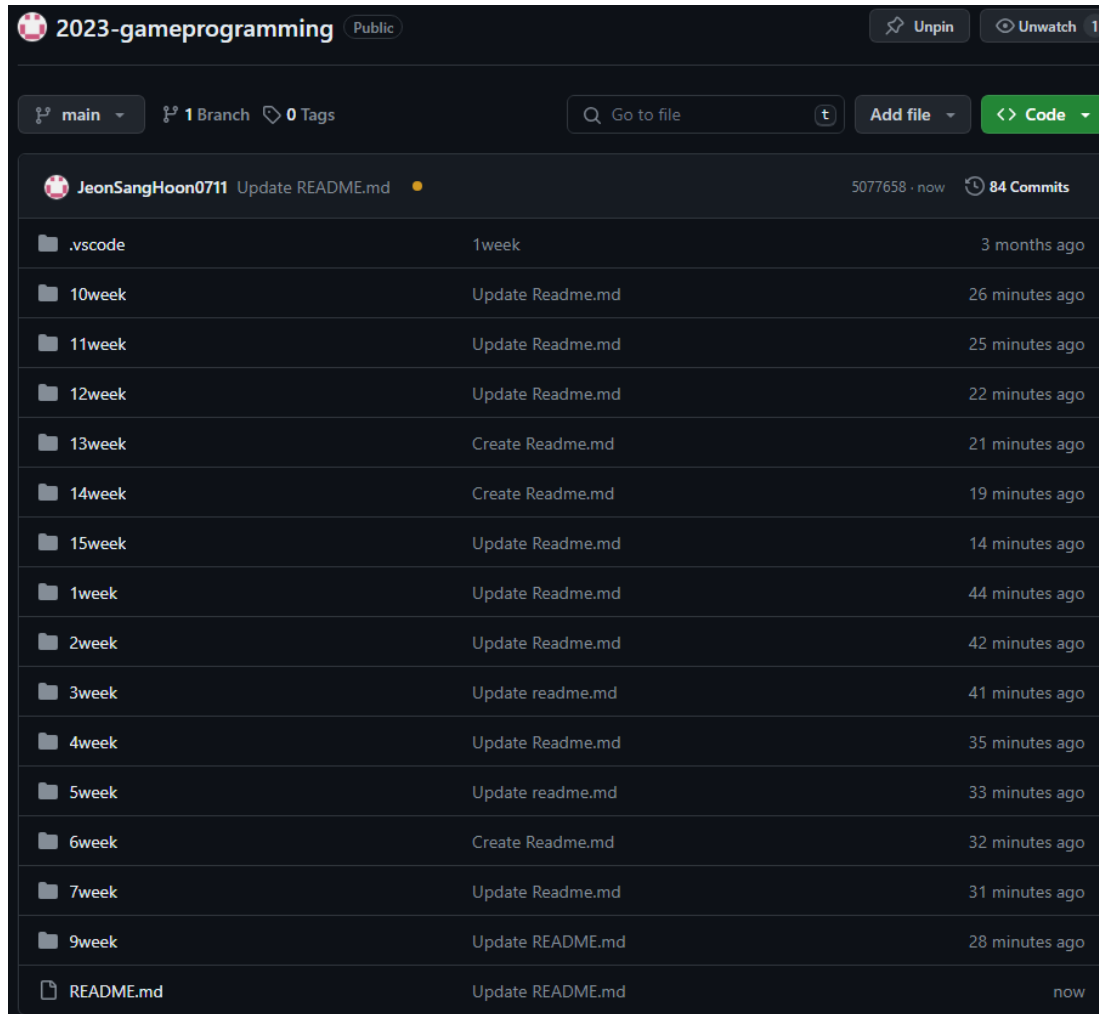 2023-gameprogramming Public Unpin Unwatch 1
main 1 Branch 0 Tags Go to file t Add file Code
JeonSangHoon0711 Update README.md 5077658 · now 84 Commits
.vscode 1week 3 months ago
10week Update Readme.md 26 minutes ago
11week Update Readme.md 25 minutes ago
12week Update Readme.md 22 minutes ago
13week Create Readme.md 21 minutes ago
14week Create Readme.md 19 minutes ago
15week Update Readme.md 14 minutes ago
1week Update Readme.md 44 minutes ago
2week Update Readme.md 42 minutes ago
3week Update readme.md 41 minutes ago
4week Update Readme.md 35 minutes ago
5week Update readme.md 33 minutes ago
6week Create Readme.md 32 minutes ago
7week Update Readme.md 31 minutes ago
9week Update README.md 28 minutes ago
README.md Update README.md now